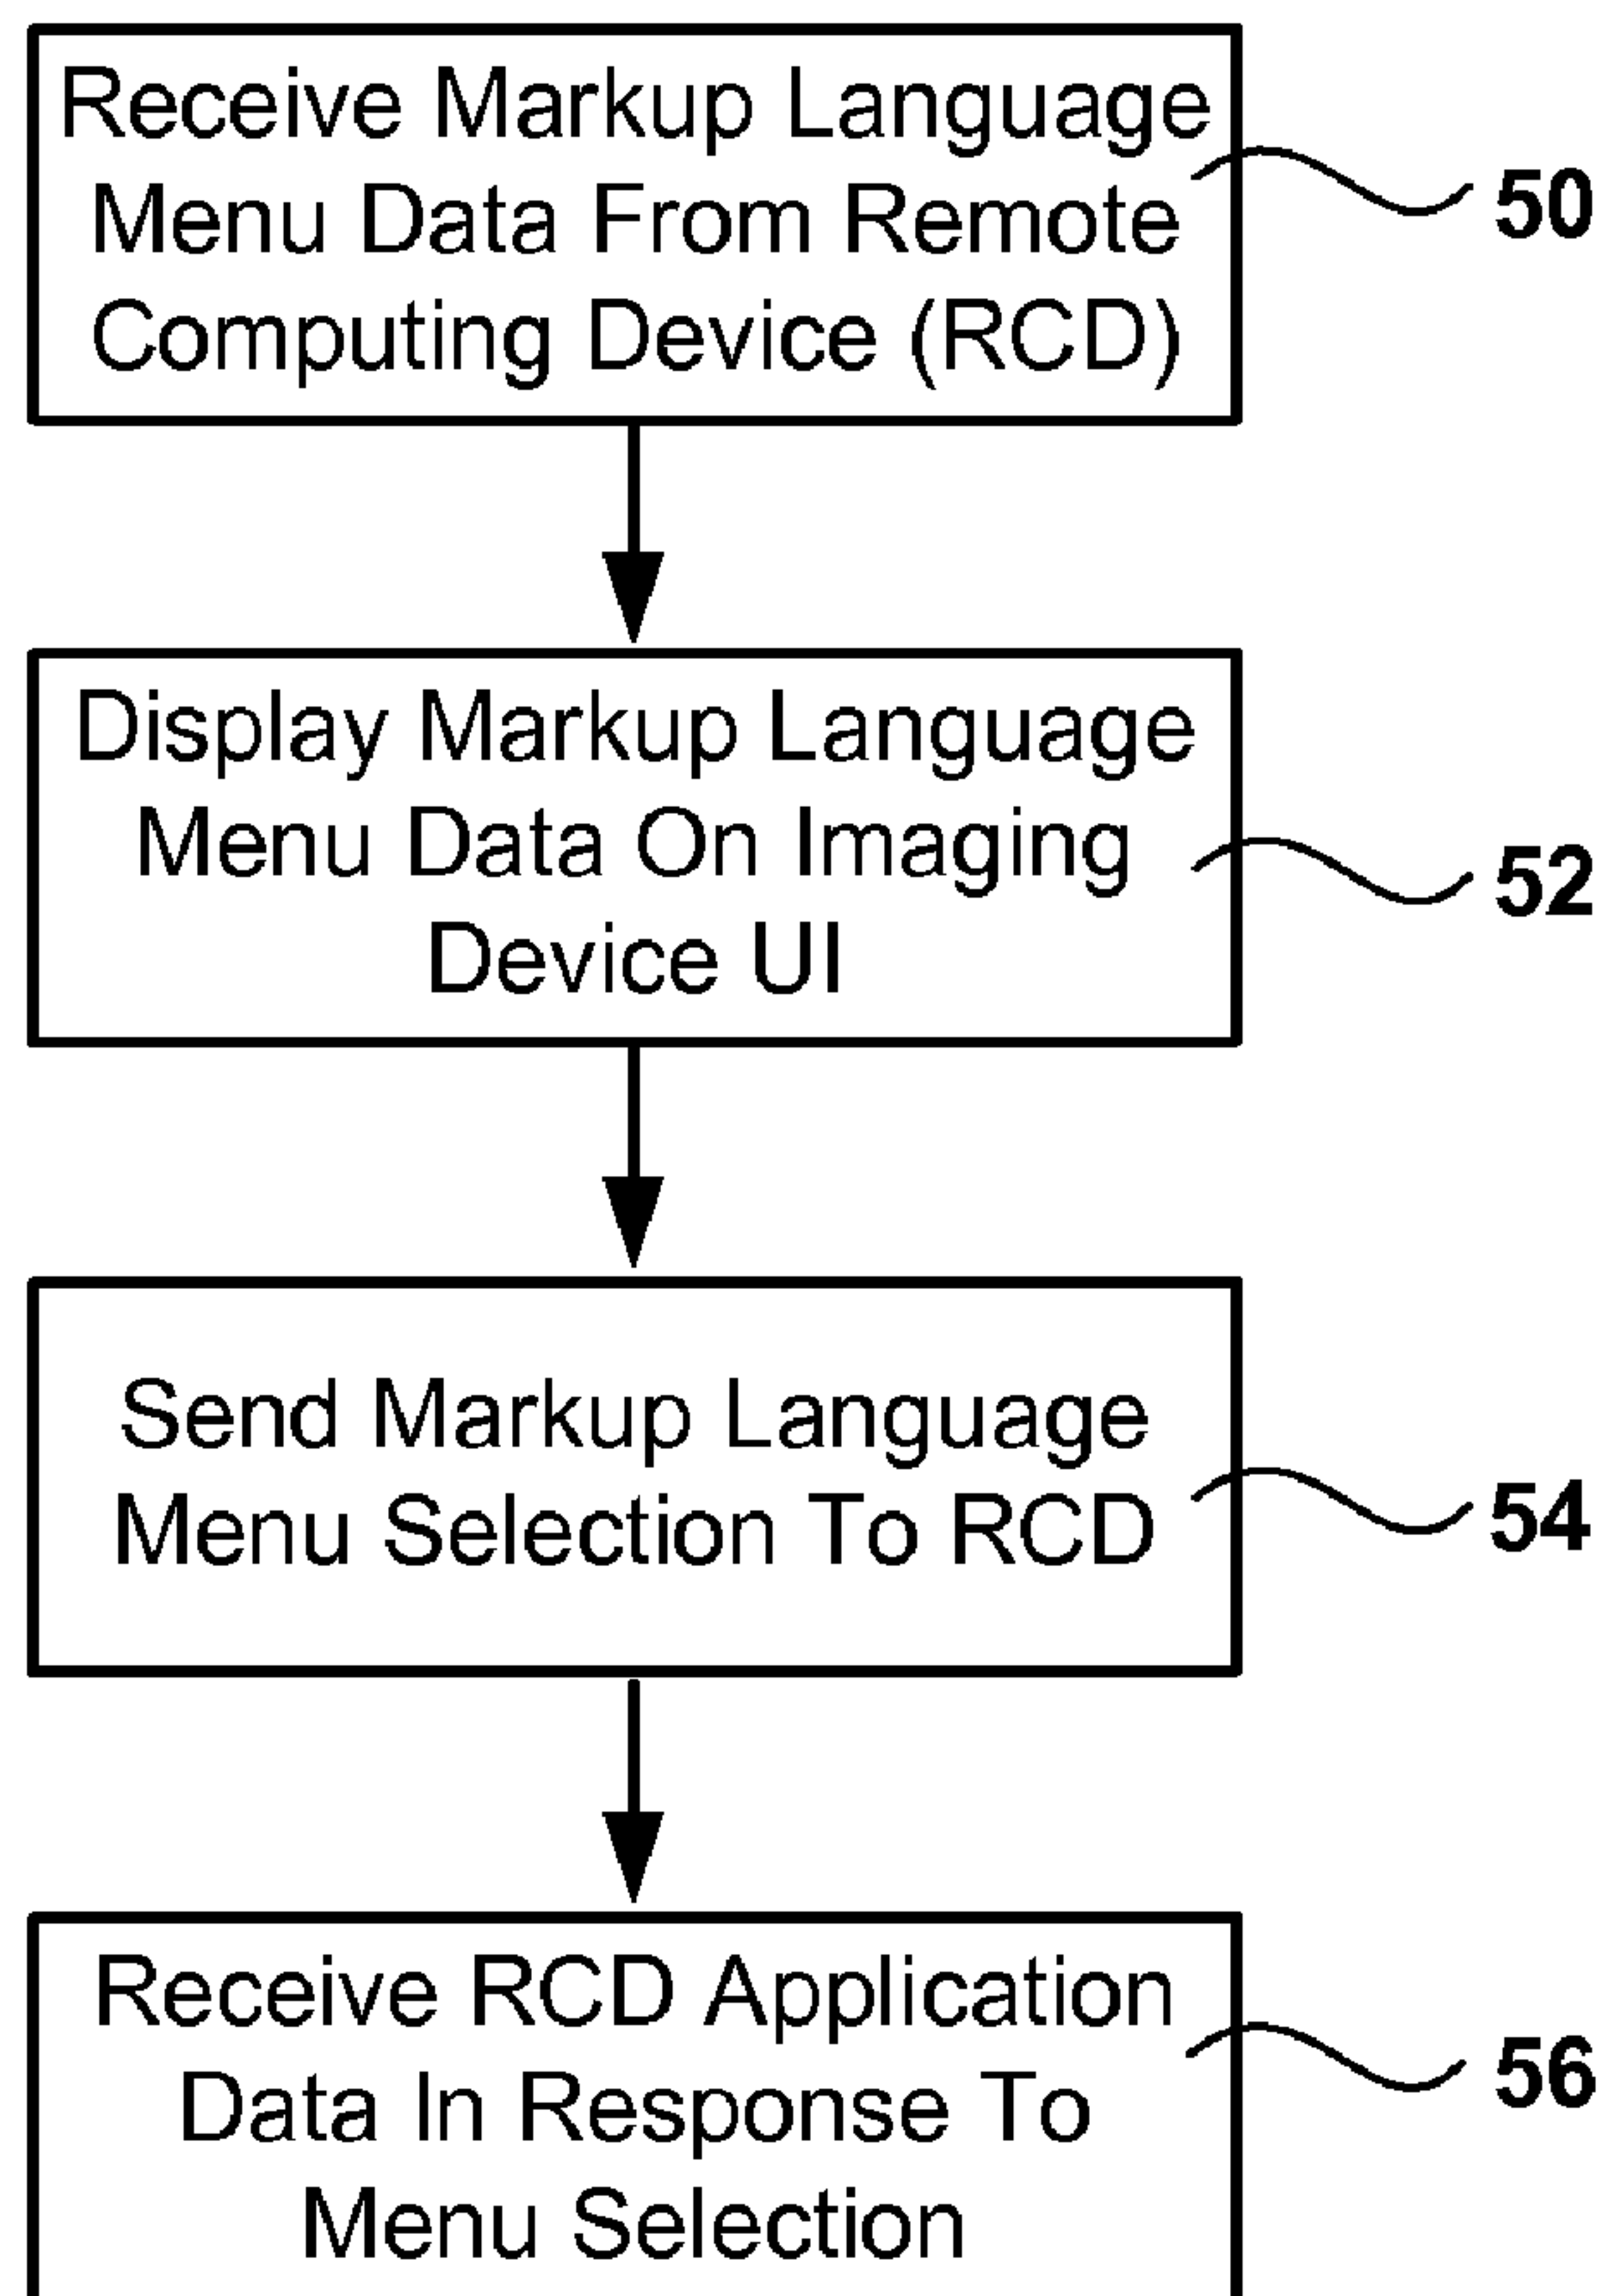 Receive Markup Language
Menu Data From Remote
Computing Device (RCD)
50
Display Markup Language
Menu Data On Imaging
Device UI
52
Send Markup Language
Menu Selection To RCD
54
Receive RCD Application
Data In Response To
Menu Selection
56